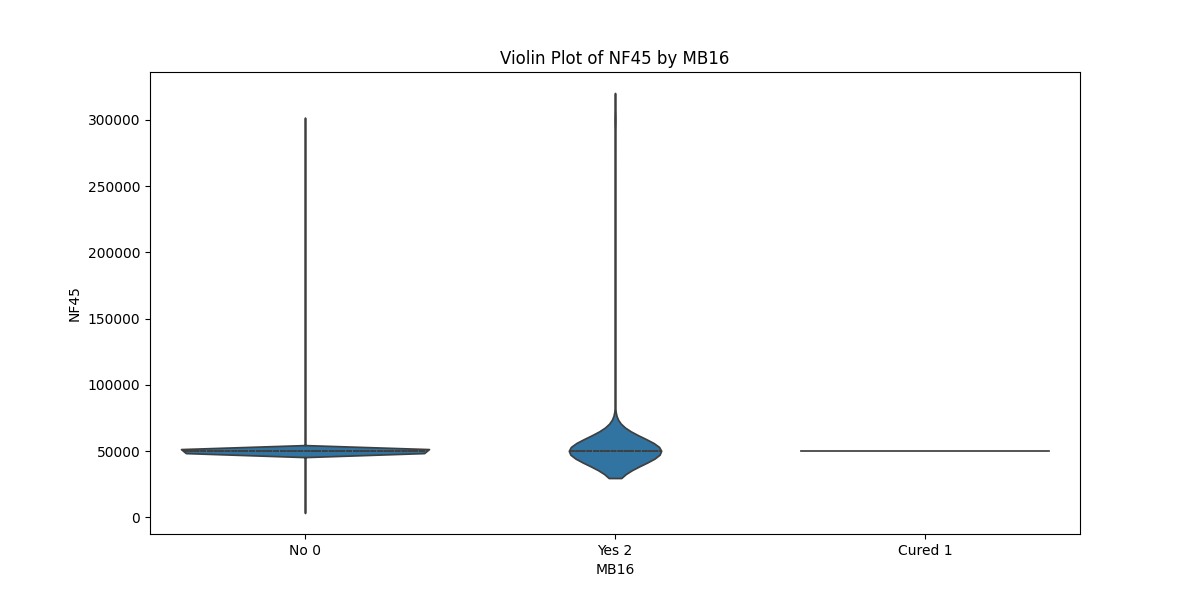 Violin Plot of NF45 by MB16
300000
250000
200000
150000
100000
50000
0
NF45
No 0
Yes 2
Cured 1
MB16